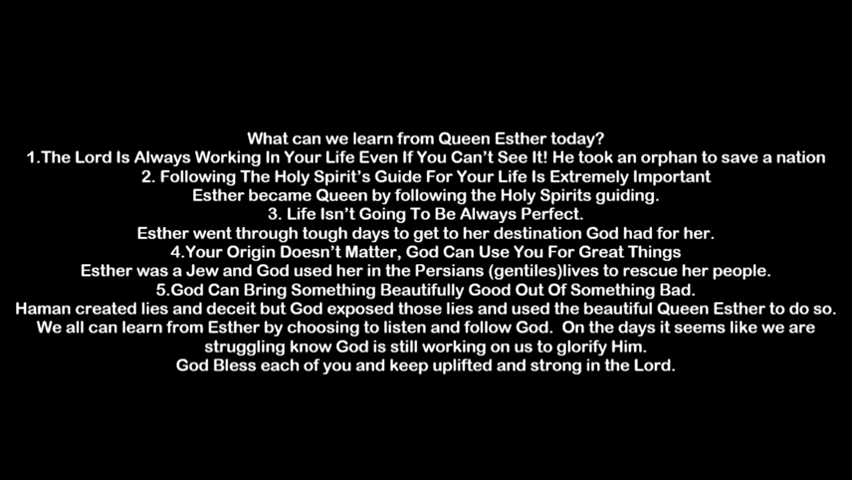 What can we learn from Queen Esther today?
1.The Lord Is Always Working In Your Life Even If You Can't See It! He took an orphan to save a nation
2. Following The Holy Spirit's Guide For Your Life Is Extremely Important
Esther became Queen by following the Holy Spirits guiding.
3. Life Isn't Going To Be Always Perfect.
Esther went through tough days to get to her destination God had for her.
4.Your Origin Doesn't Matter, God Can Use You For Great Things
Esther was a Jew and God used her in the Persians (gentiles)lives to rescue her people.
5.God Can Bring Something Beautifully Good Out Of Something Bad.
Haman created lies and deceit but God exposed those lies and used the beautiful Queen Esther to do so.
We all can learn from Esther by choosing to listen and follow God.  On the days it seems like we are
struggling know God is still working on us to glorify Him.
God Bless each of you and keep uplifted and strong in the Lord.